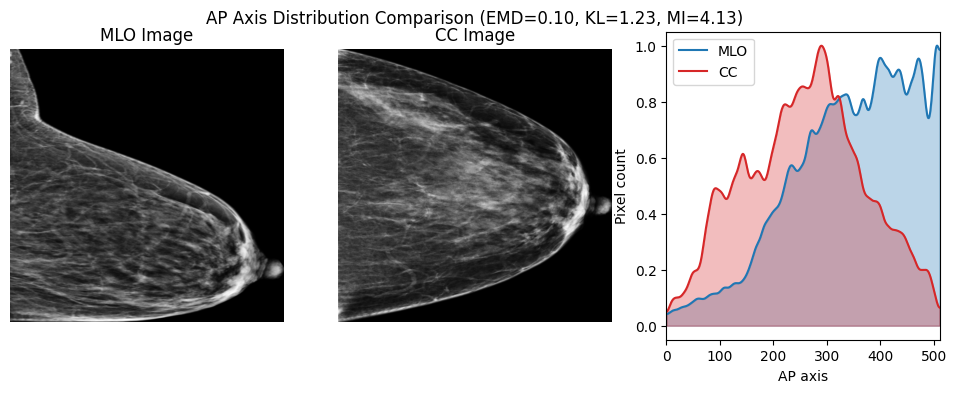 AP Axis Distribution Comparison (EMD=0.10, KL=1.23, MI=4.13)
MLO Image
CC Image
MLO
CC
Pixel count
1.0
0.8
0.6
0.4
0.2
0.0
0 100 200 300 400 500
AP axis